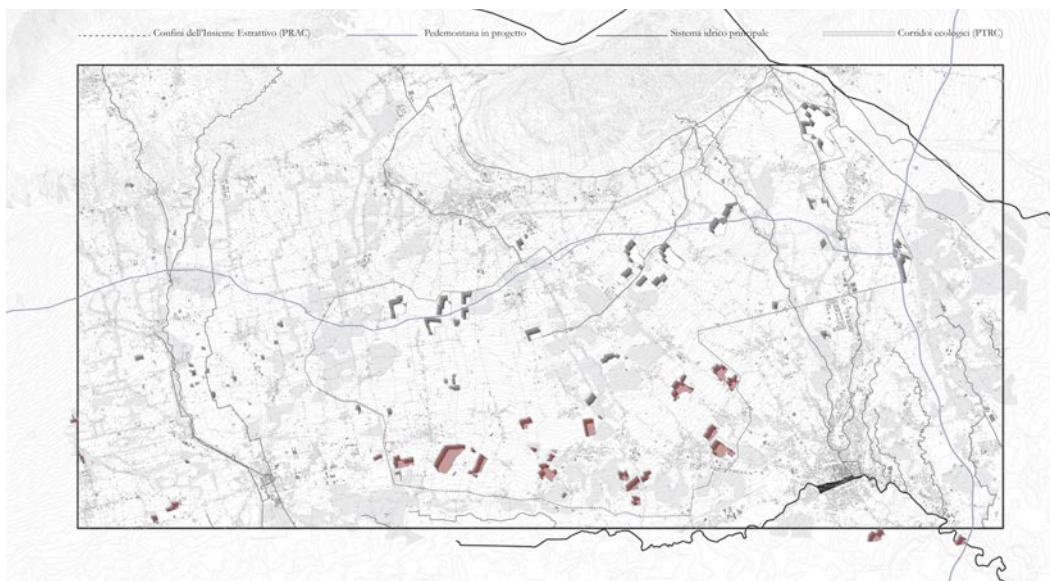 Confini dell'Insieme Estrattivo (PRAC)
Pedemontana in progetto
Sistema idrico principale
Corridoi ecologici (PTRC)